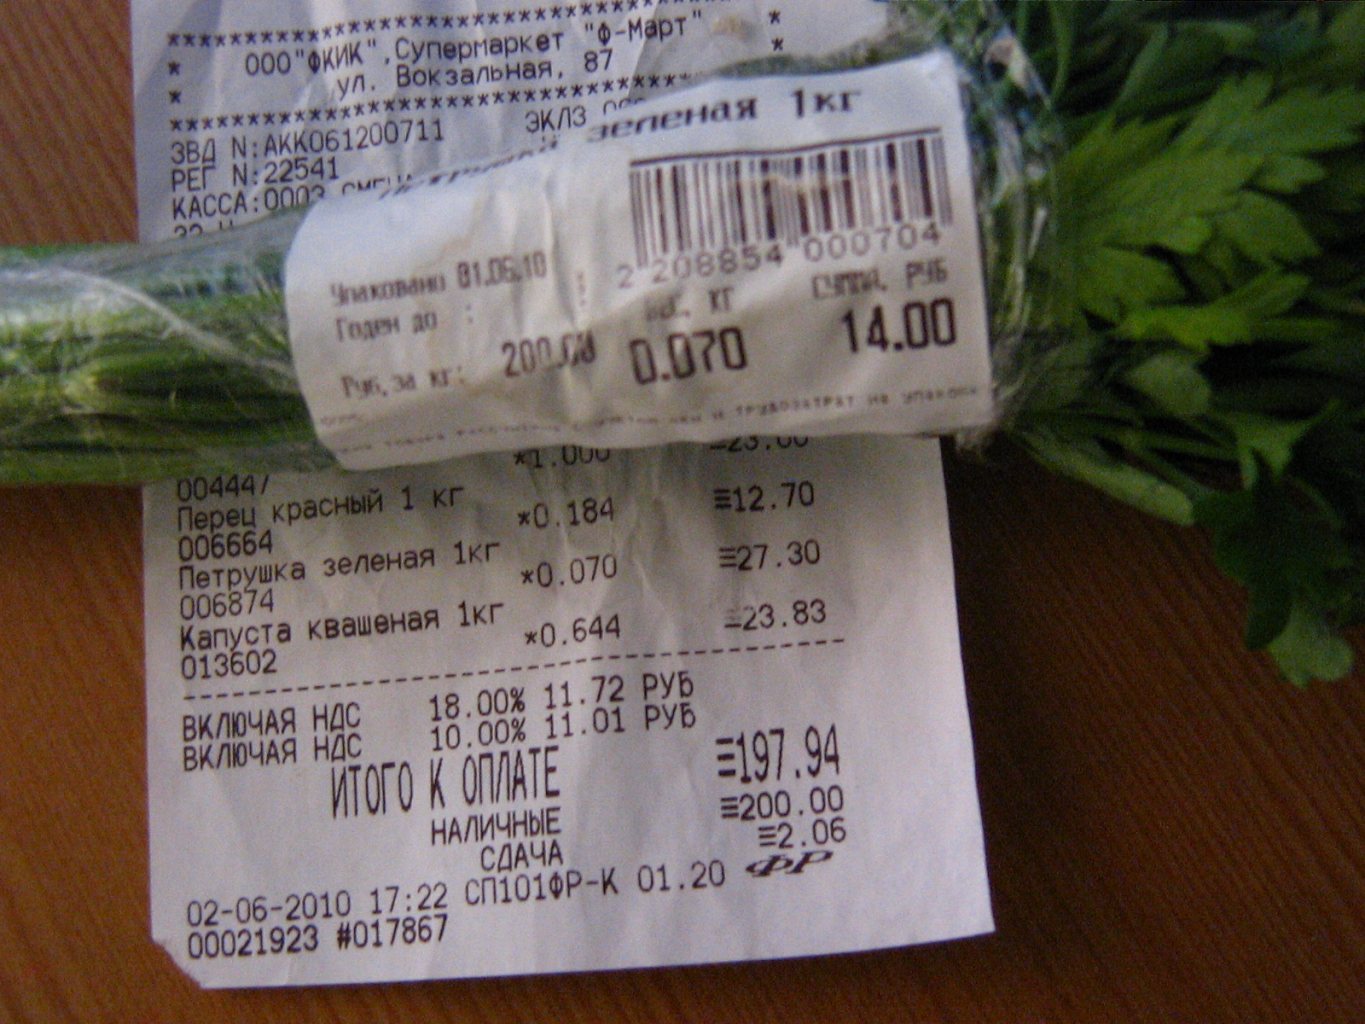 ****************************************
* ООО"ФКИК",Супермаркет "Ф-Март" *
* ул. Вокзальная, 87 *
****************************************
ЗВД N:АКК061200711 ЭКЛЗ
РЕГ N:22541
КАССА:0003
зеленая 1кг
2 208854 000704
Упаковано 01.06.10
Годен до :
кг
РУБ
Руб,за кг:
0.070
14.00
*1.000 ≡23.00
004447
Перец красный 1 кг
006664 *0.184 ≡12.70
Петрушка зеленая 1кг
006874 *0.070 ≡27.30
Капуста квашеная 1кг
013602 *0.644 ≡23.83
----------------------------------------
ВКЛЮЧАЯ НДС 18.00% 11.72 РУБ
ВКЛЮЧАЯ НДС 10.00% 11.01 РУБ
ИТОГО К ОПЛАТЕ ≡197.94
НАЛИЧНЫЕ ≡200.00
СДАЧА ≡2.06
02-06-2010 17:22 СП101ФР-К 01.20 ФР
00021923 #017867